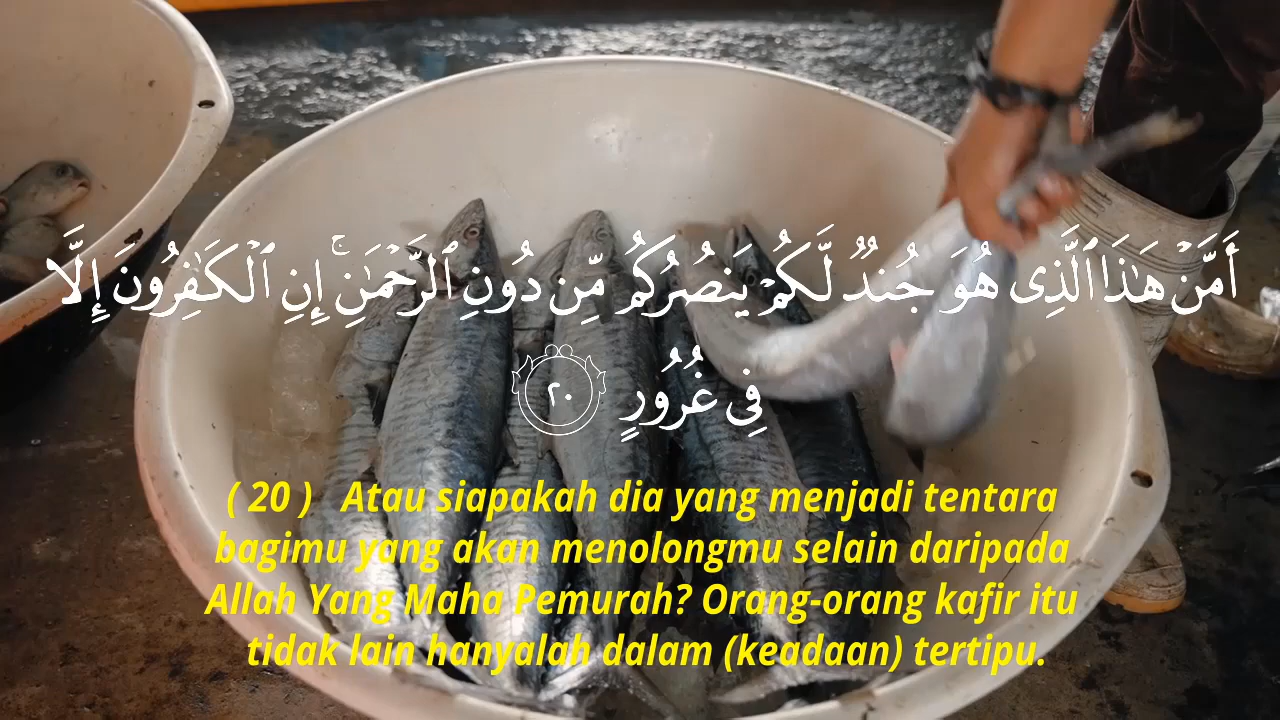 أَمَّنْ هَـٰذَا ٱلَّذِى هُوَ جُندٌ لَّكُمْ يَنصُرُكُم مِّن دُونِ ٱلرَّحْمَـٰنِ ۚ إِنِ ٱلْكَـٰفِرُونَ إِلَّا
فِى غُرُورٍ ٢٠
( 20 ) Atau siapakah dia yang menjadi tentara
bagimu yang akan menolongmu selain daripada
Allah Yang Maha Pemurah? Orang-orang kafir itu
tidak lain hanyalah dalam (keadaan) tertipu.